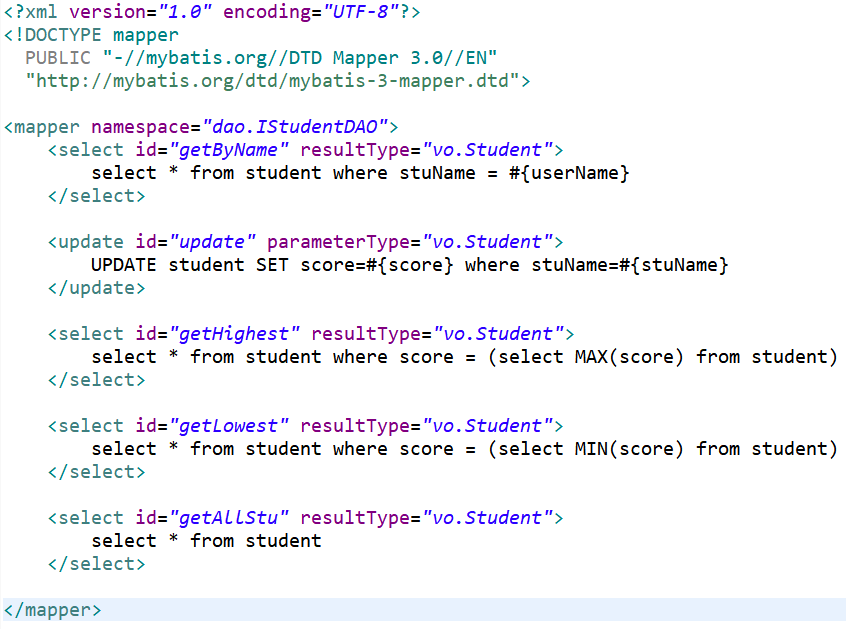 <?xml version="1.0" encoding="UTF-8"?>
<!DOCTYPE mapper
  PUBLIC "-//mybatis.org//DTD Mapper 3.0//EN"
  "http://mybatis.org/dtd/mybatis-3-mapper.dtd">

<mapper namespace="dao.IStudentDAO">
    <select id="getByName" resultType="vo.Student">
        select * from student where stuName = #{userName}
    </select>

    <update id="update" parameterType="vo.Student">
        UPDATE student SET score=#{score} where stuName=#{stuName}
    </update>

    <select id="getHighest" resultType="vo.Student">
        select * from student where score = (select MAX(score) from student)
    </select>

    <select id="getLowest" resultType="vo.Student">
        select * from student where score = (select MIN(score) from student)
    </select>

    <select id="getAllStu" resultType="vo.Student">
        select * from student
    </select>

</mapper>